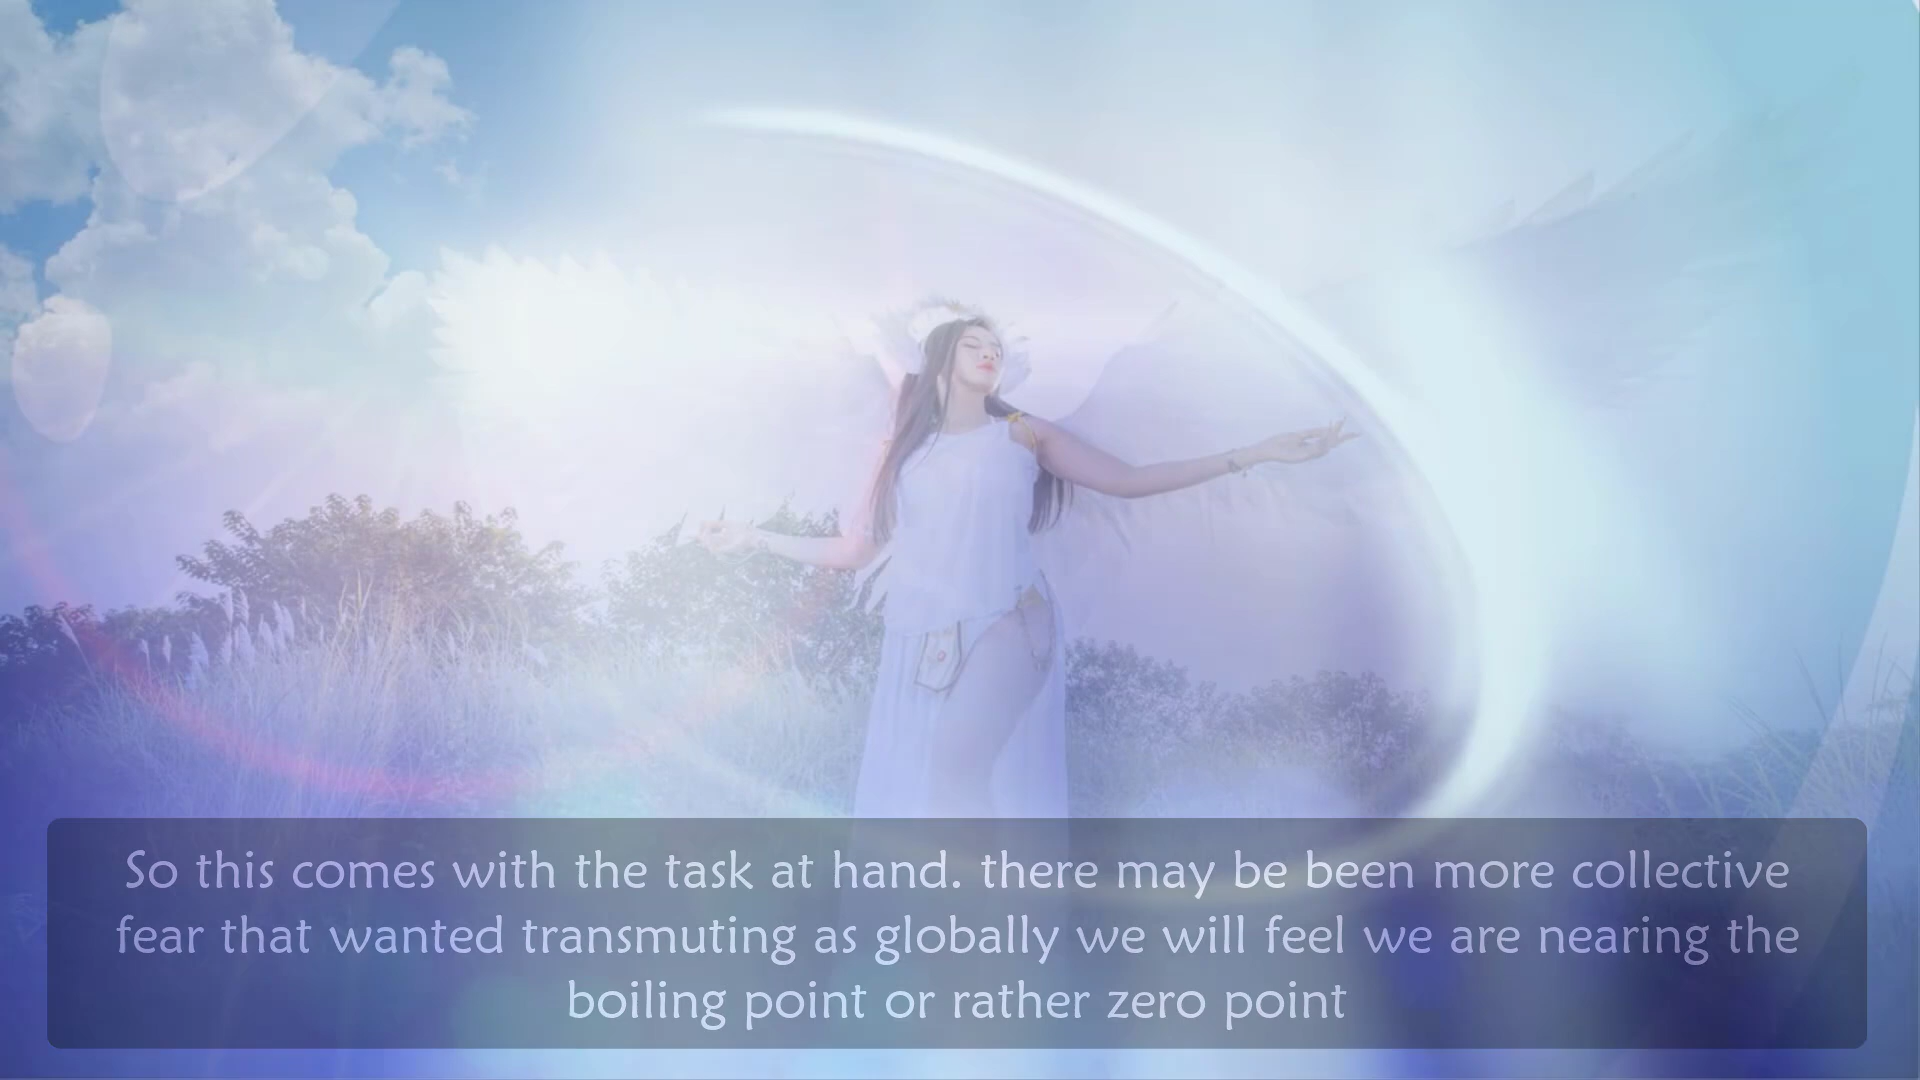 So this comes with the task at hand. there may be been more collective
fear that wanted transmuting as globally we will feel we are nearing the
boiling point or rather zero point